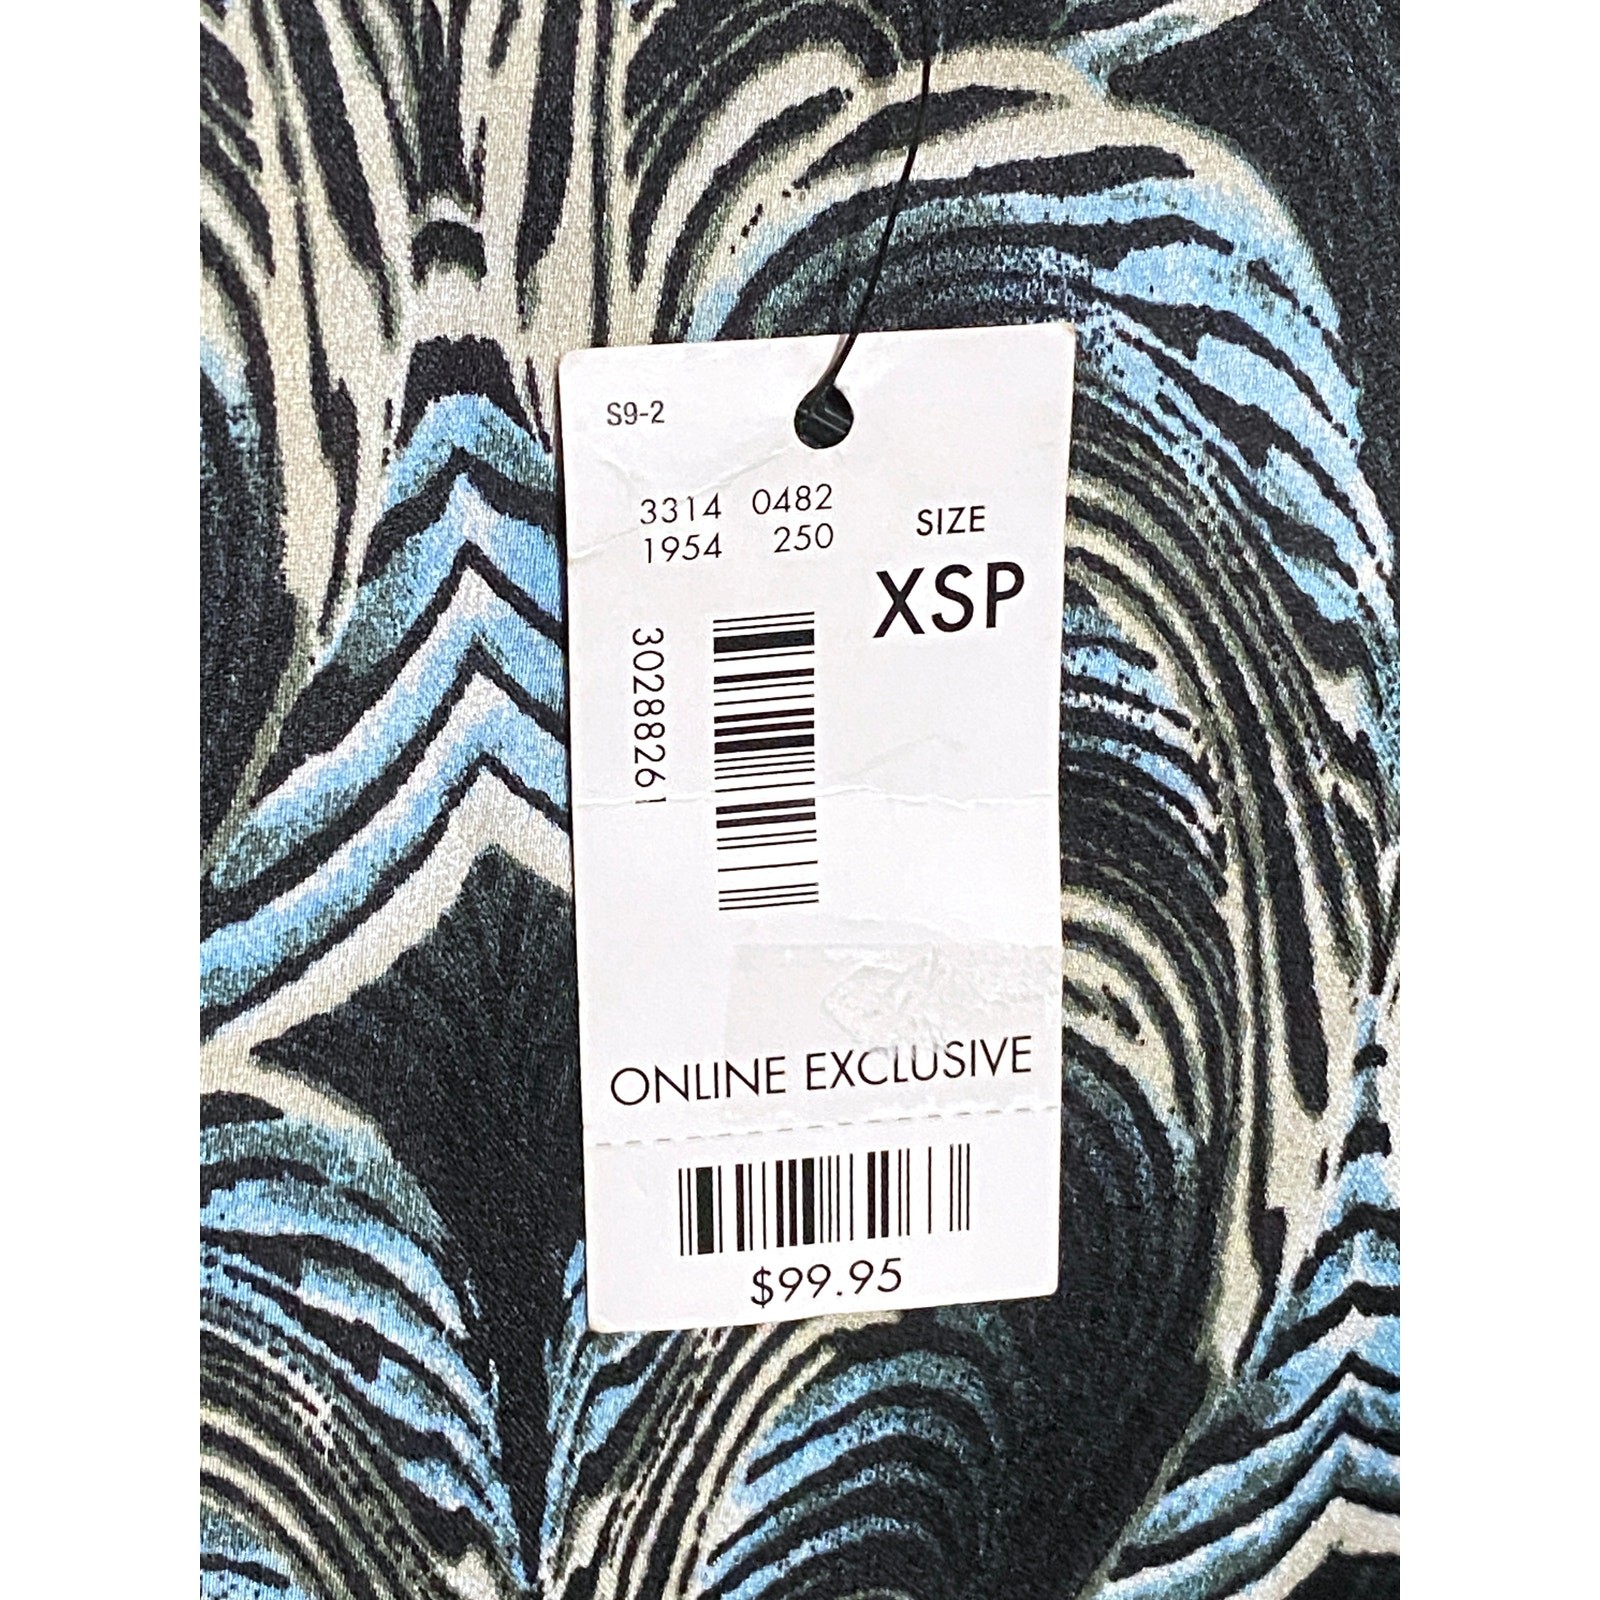 S9-2
3314 0482
1954 250
SIZE
XSP
30288261
ONLINE EXCLUSIVE
$99.95